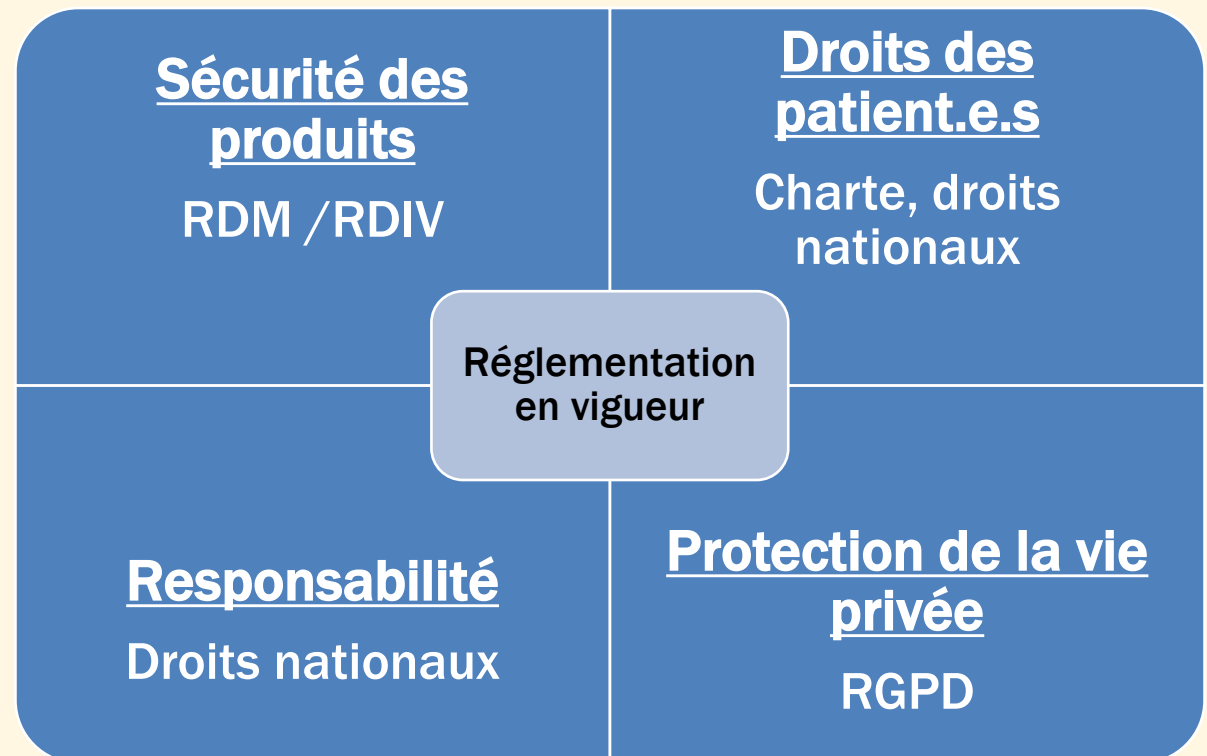 Sécurité des
produits
RDM /RDIV
Droits des
patient.e.s
Charte, droits
nationaux
Réglementation
en vigueur
Responsabilité
Droits nationaux
Protection de la vie
privée
RGPD